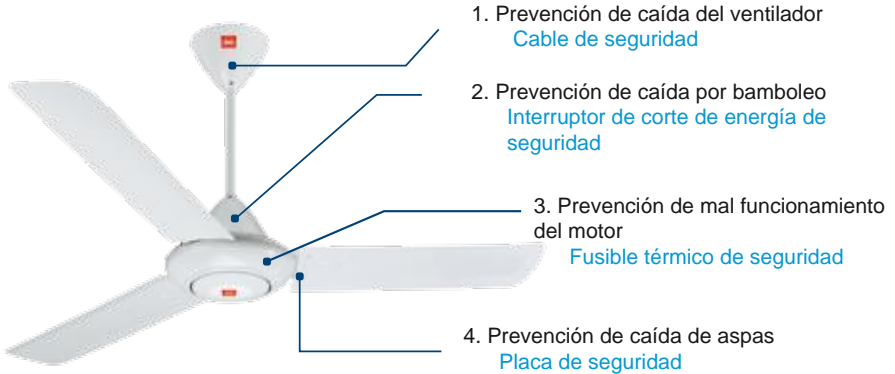 1. Prevención de caída del ventilador
Cable de seguridad
2. Prevención de caída por bamboleo
Interruptor de corte de energía de
seguridad
3. Prevención de mal funcionamiento
del motor
Fusible térmico de seguridad
4. Prevención de caída de aspas
Placa de seguridad